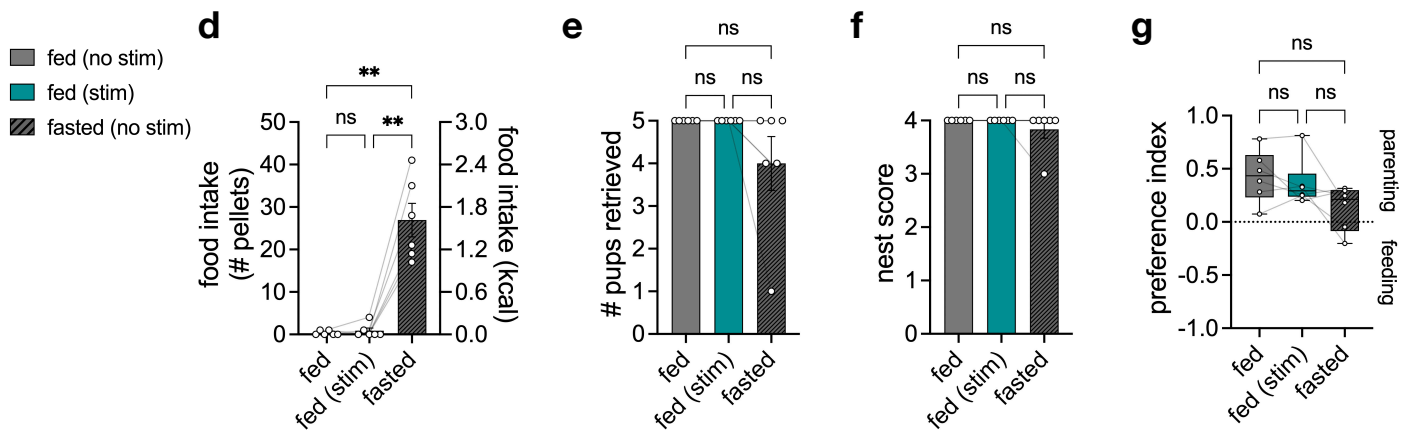 fed (no stim)
fed (stim)
fasted (no stim)
d
**
ns
**
food intake
(# pellets)
50
40
30
20
10
0
3.0
2.4
1.8
1.2
0.6
0.0
food intake (kcal)
fed
fed (stim)
fasted
e
ns
ns
ns
# pups retrieved
5
4
3
2
1
0
fed
fed (stim)
fasted
f
ns
ns
ns
nest score
4
3
2
1
0
fed
fed (stim)
fasted
g
ns
ns
ns
preference index
1.0
0.5
0.0
-0.5
-1.0
parenting
feeding
fed
fed (stim)
fasted